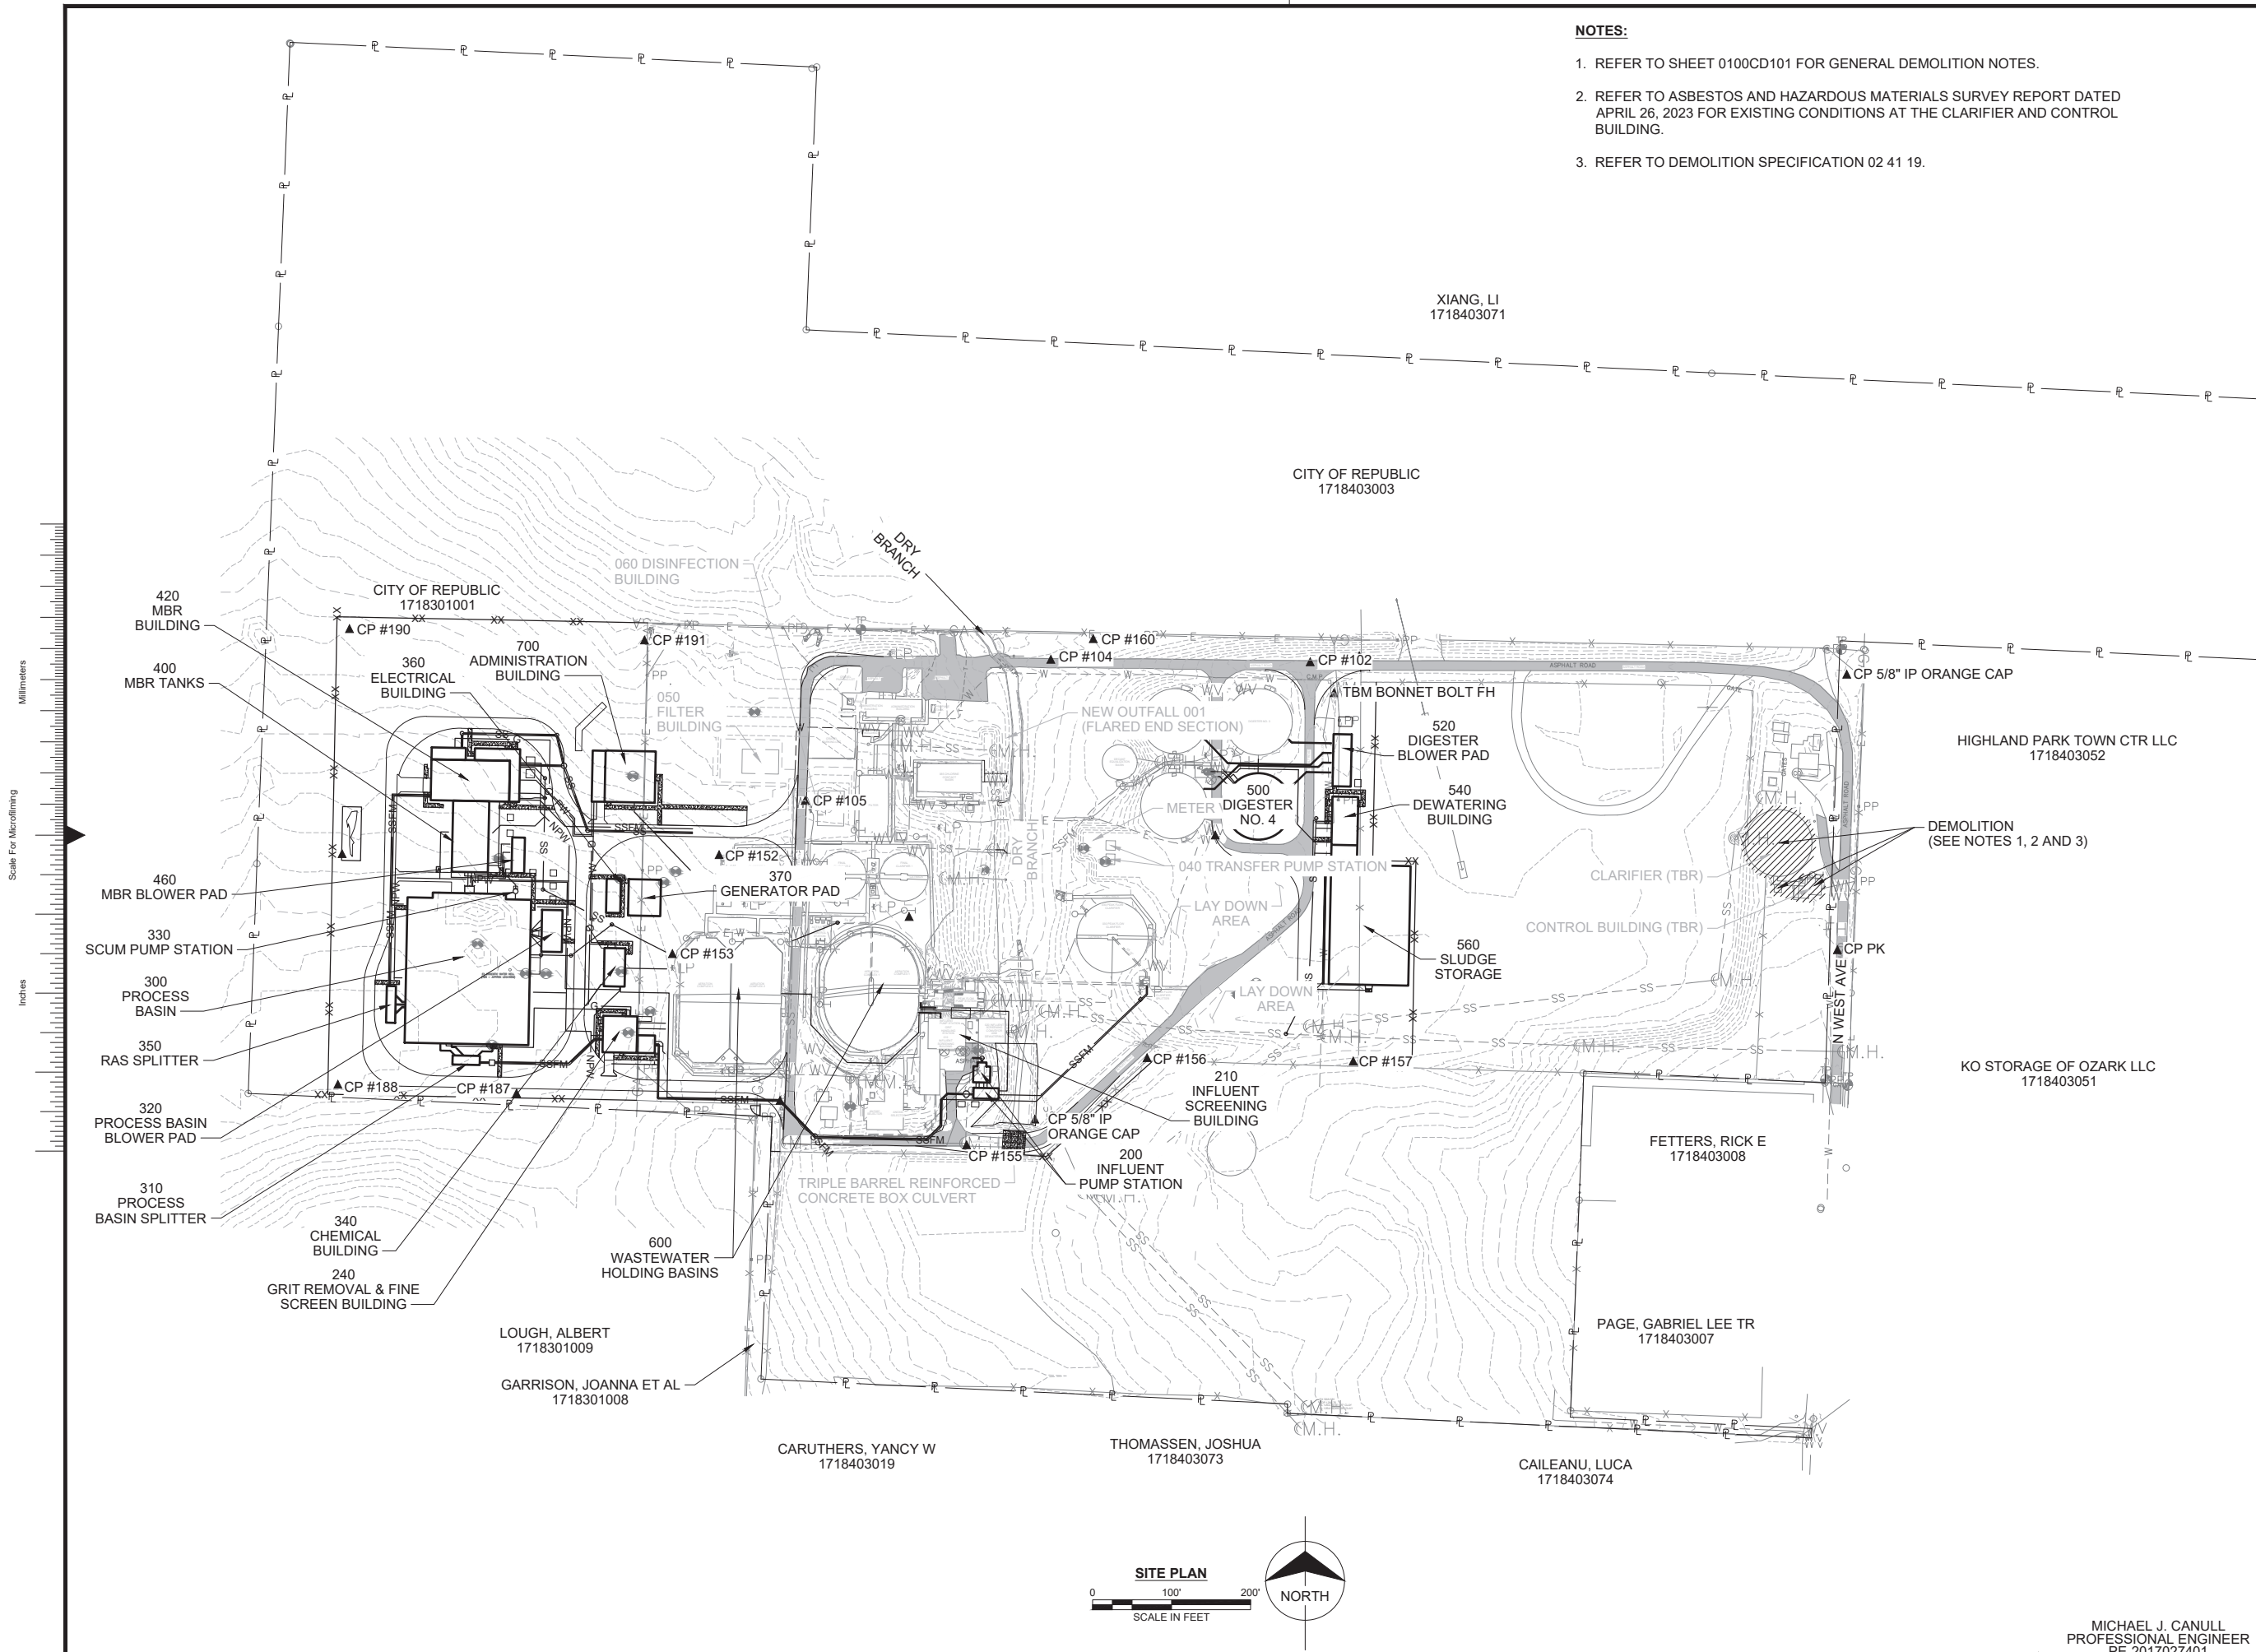 NOTES:
1. REFER TO SHEET 0100CD101 FOR GENERAL DEMOLITION NOTES.
2. REFER TO ASBESTOS AND HAZARDOUS MATERIALS SURVEY REPORT DATED
APRIL 26, 2023 FOR EXISTING CONDITIONS AT THE CLARIFIER AND CONTROL
BUILDING.
3. REFER TO DEMOLITION SPECIFICATION 02 41 19.
XIANG, LI
1718403071
CITY OF REPUBLIC
1718403003
DRY
BRANCH
060 DISINFECTION
BUILDING
CITY OF REPUBLIC
1718301001
420
MBR
BUILDING
CP #190
CP #191
CP #160
CP #104
CP #102
400
MBR TANKS
360
ELECTRICAL
BUILDING
700
ADMINISTRATION
BUILDING
050
FILTER
BUILDING
ASPHALT ROAD
CP 5/8" IP ORANGE CAP
TBM BONNET BOLT FH
NEW OUTFALL 001
(FLARED END SECTION)
520
DIGESTER
BLOWER PAD
HIGHLAND PARK TOWN CTR LLC
1718403052
CP #105
METER
500
DIGESTER
NO. 4
540
DEWATERING
BUILDING
DEMOLITION
(SEE NOTES 1, 2 AND 3)
CP #152
DRY
BRANCH
040 TRANSFER PUMP STATION
CLARIFIER (TBR)
460
MBR BLOWER PAD
370
GENERATOR PAD
LAY DOWN
AREA
ASPHALT ROAD
CONTROL BUILDING (TBR)
330
SCUM PUMP STATION
CP #153
560
SLUDGE
STORAGE
CP PK
N WEST AVE
300
PROCESS
BASIN
LAY DOWN
AREA
350
RAS SPLITTER
CP #156
CP #157
KO STORAGE OF OZARK LLC
1718403051
CP #188
CP #187
210
INFLUENT
SCREENING
BUILDING
320
PROCESS BASIN
BLOWER PAD
CP 5/8" IP
ORANGE CAP
CP #155
FETTERS, RICK E
1718403008
200
INFLUENT
PUMP STATION
TRIPLE BARREL REINFORCED
CONCRETE BOX CULVERT
310
PROCESS
BASIN SPLITTER
340
CHEMICAL
BUILDING
600
WASTEWATER
HOLDING BASINS
240
GRIT REMOVAL & FINE
SCREEN BUILDING
LOUGH, ALBERT
1718301009
PAGE, GABRIEL LEE TR
1718403007
GARRISON, JOANNA ET AL
1718301008
CARUTHERS, YANCY W
1718403019
THOMASSEN, JOSHUA
1718403073
CAILEANU, LUCA
1718403074
SITE PLAN
0 100' 200'
SCALE IN FEET
NORTH
MICHAEL J. CANULL
PROFESSIONAL ENGINEER
PE-2017027401
Scale For Microfilming
Millimeters
Inches